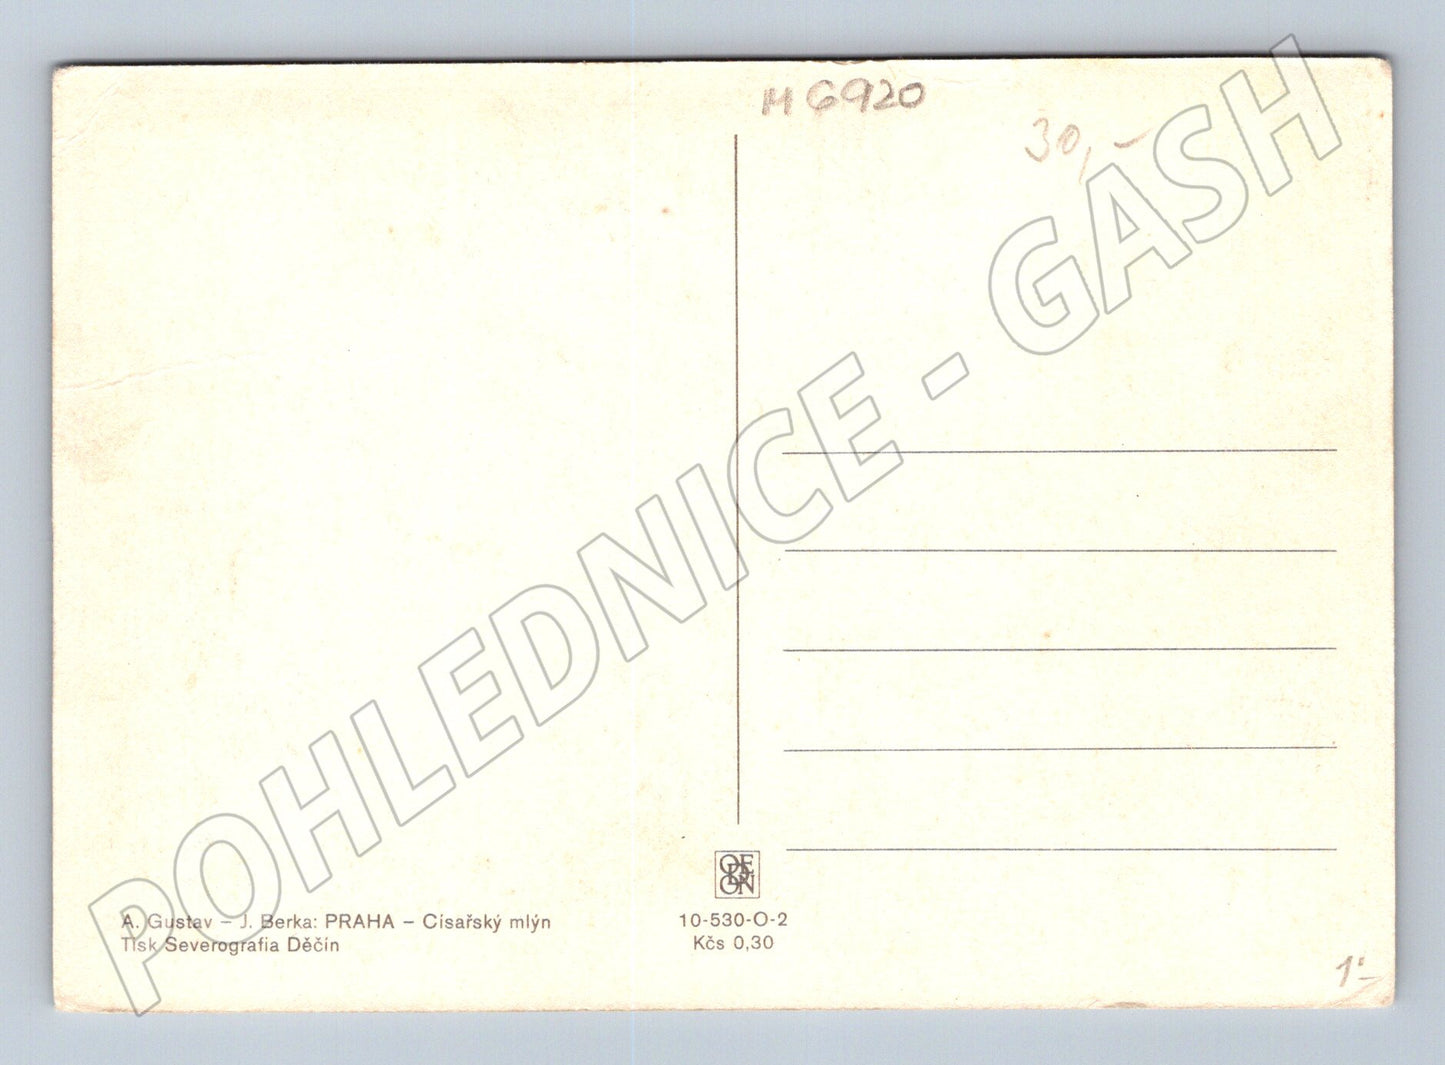 M 6920
30,-
POHLEDNICE - GASH
ODEON
A. Gustav – J. Berka: PRAHA – Císařský mlýn
Tisk Severografia Děčín
10-530-O-2
Kčs 0,30
1'-